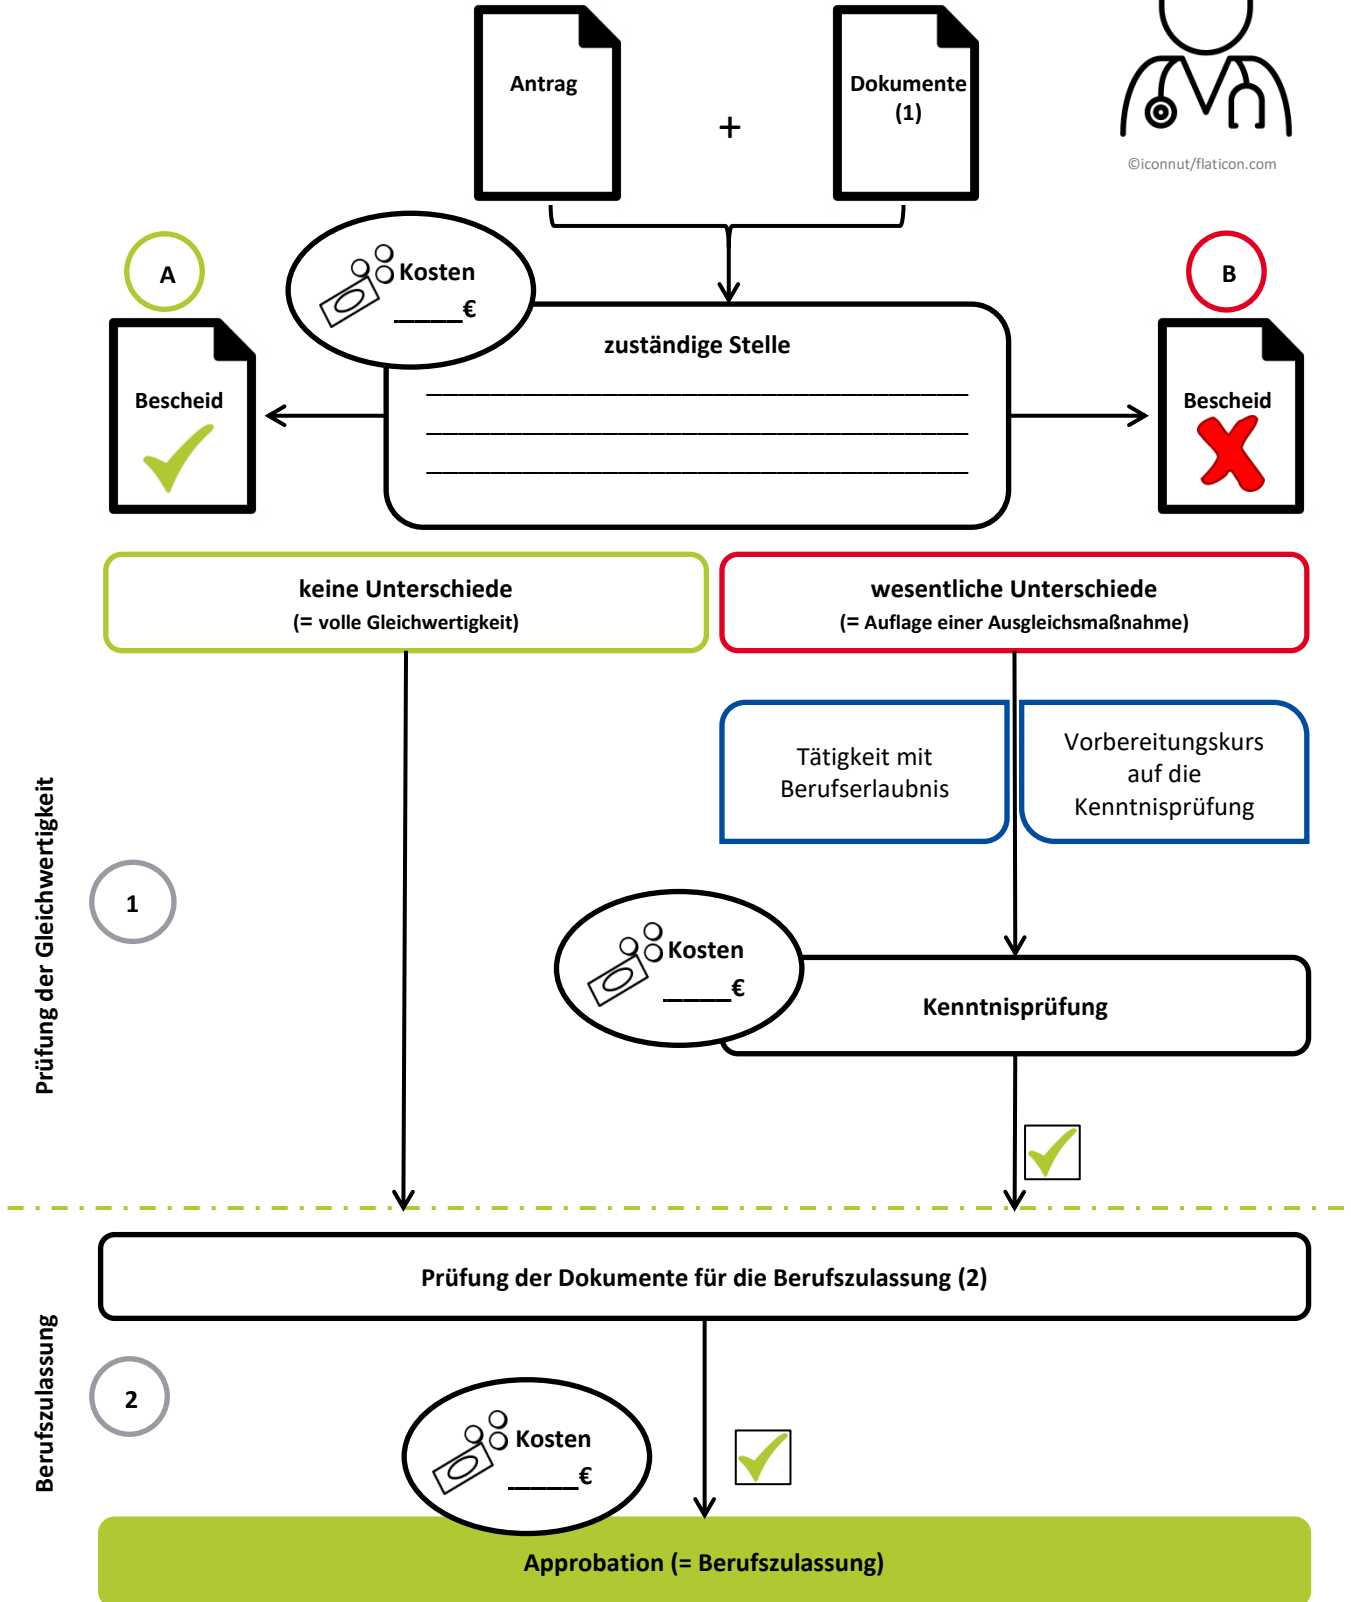 Antrag
+
Dokumente
(1)
©iconnut/flaticon.com
A
Kosten
_____€
B
zuständige Stelle
Bescheid
Bescheid
keine Unterschiede
(= volle Gleichwertigkeit)
wesentliche Unterschiede
(= Auflage einer Ausgleichsmaßnahme)
Tätigkeit mit
Berufserlaubnis
Vorbereitungskurs
auf die
Kenntnisprüfung
Prüfung der Gleichwertigkeit
1
Kosten
_____€
Kenntnisprüfung
Prüfung der Dokumente für die Berufszulassung (2)
Berufszulassung
2
Kosten
_____€
Approbation (= Berufszulassung)